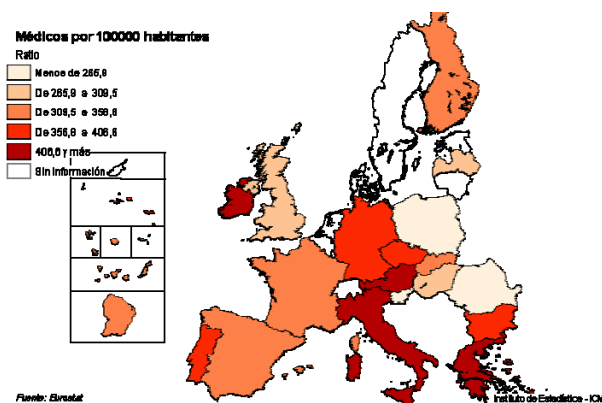 Médicos por 100000 habitantes
Ratio
Menos de 265,9
De 265,9 a 309,5
De 309,5 a 356,8
De 356,8 a 406,6
406,6 y más
Sin información
Fuente: Eurostat
Instituto de Estadística - ICM